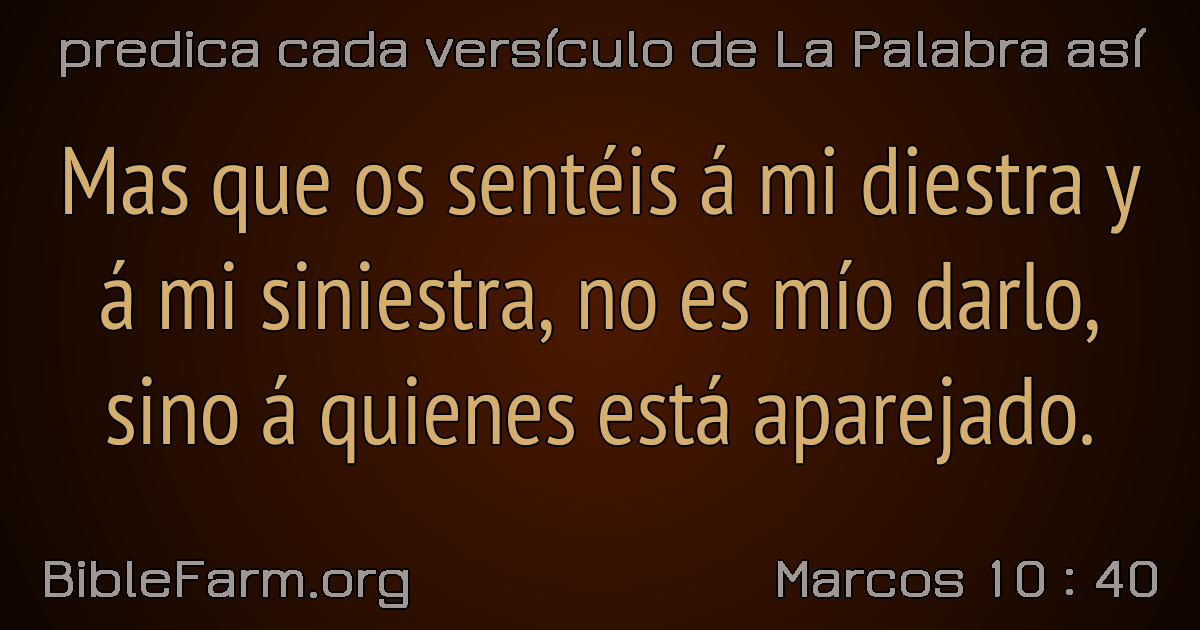 predica cada versículo de La Palabra así
Mas que os sentéis á mi diestra y
á mi siniestra, no es mío darlo,
sino á quienes está aparejado.
BibleFarm.org
Marcos 10 : 40